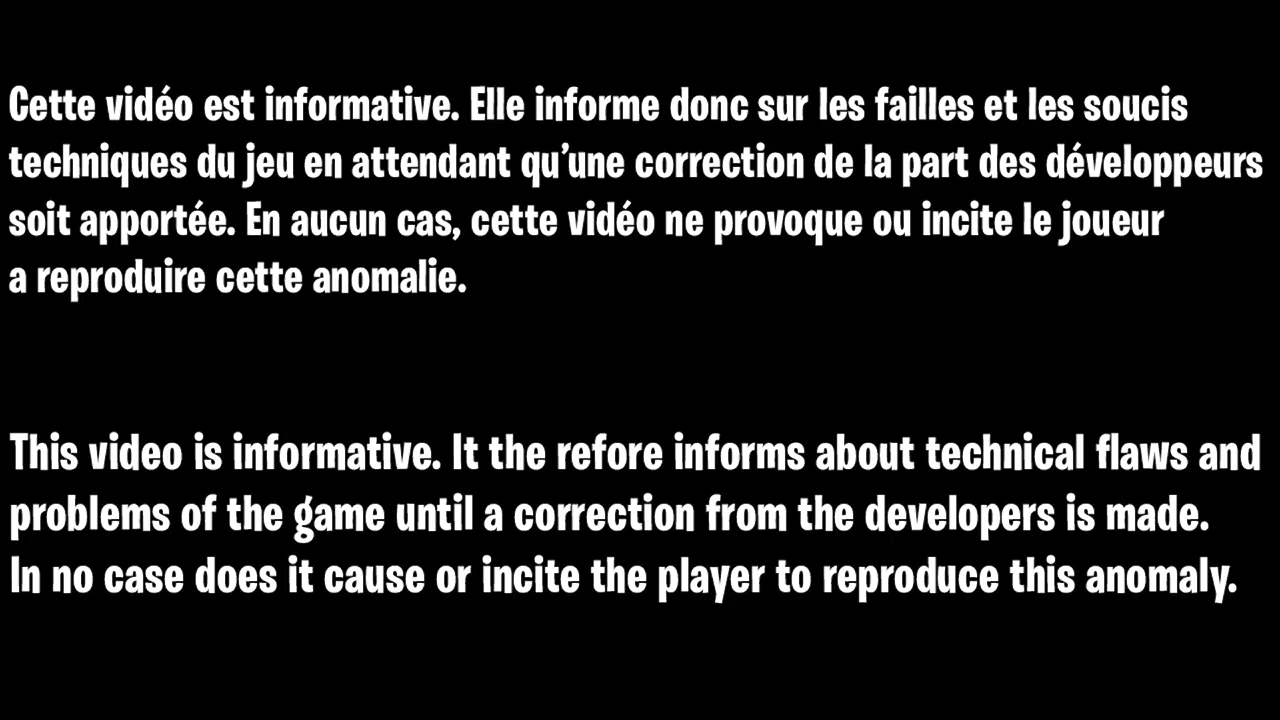 Cette vidéo est informative. Elle informe donc sur les failles et les soucis
techniques du jeu en attendant qu’une correction de la part des développeurs
soit apportée. En aucun cas, cette vidéo ne provoque ou incite le joueur
a reproduire cette anomalie.
This video is informative. It the refore informs about technical flaws and
problems of the game until a correction from the developers is made.
In no case does it cause or incite the player to reproduce this anomaly.